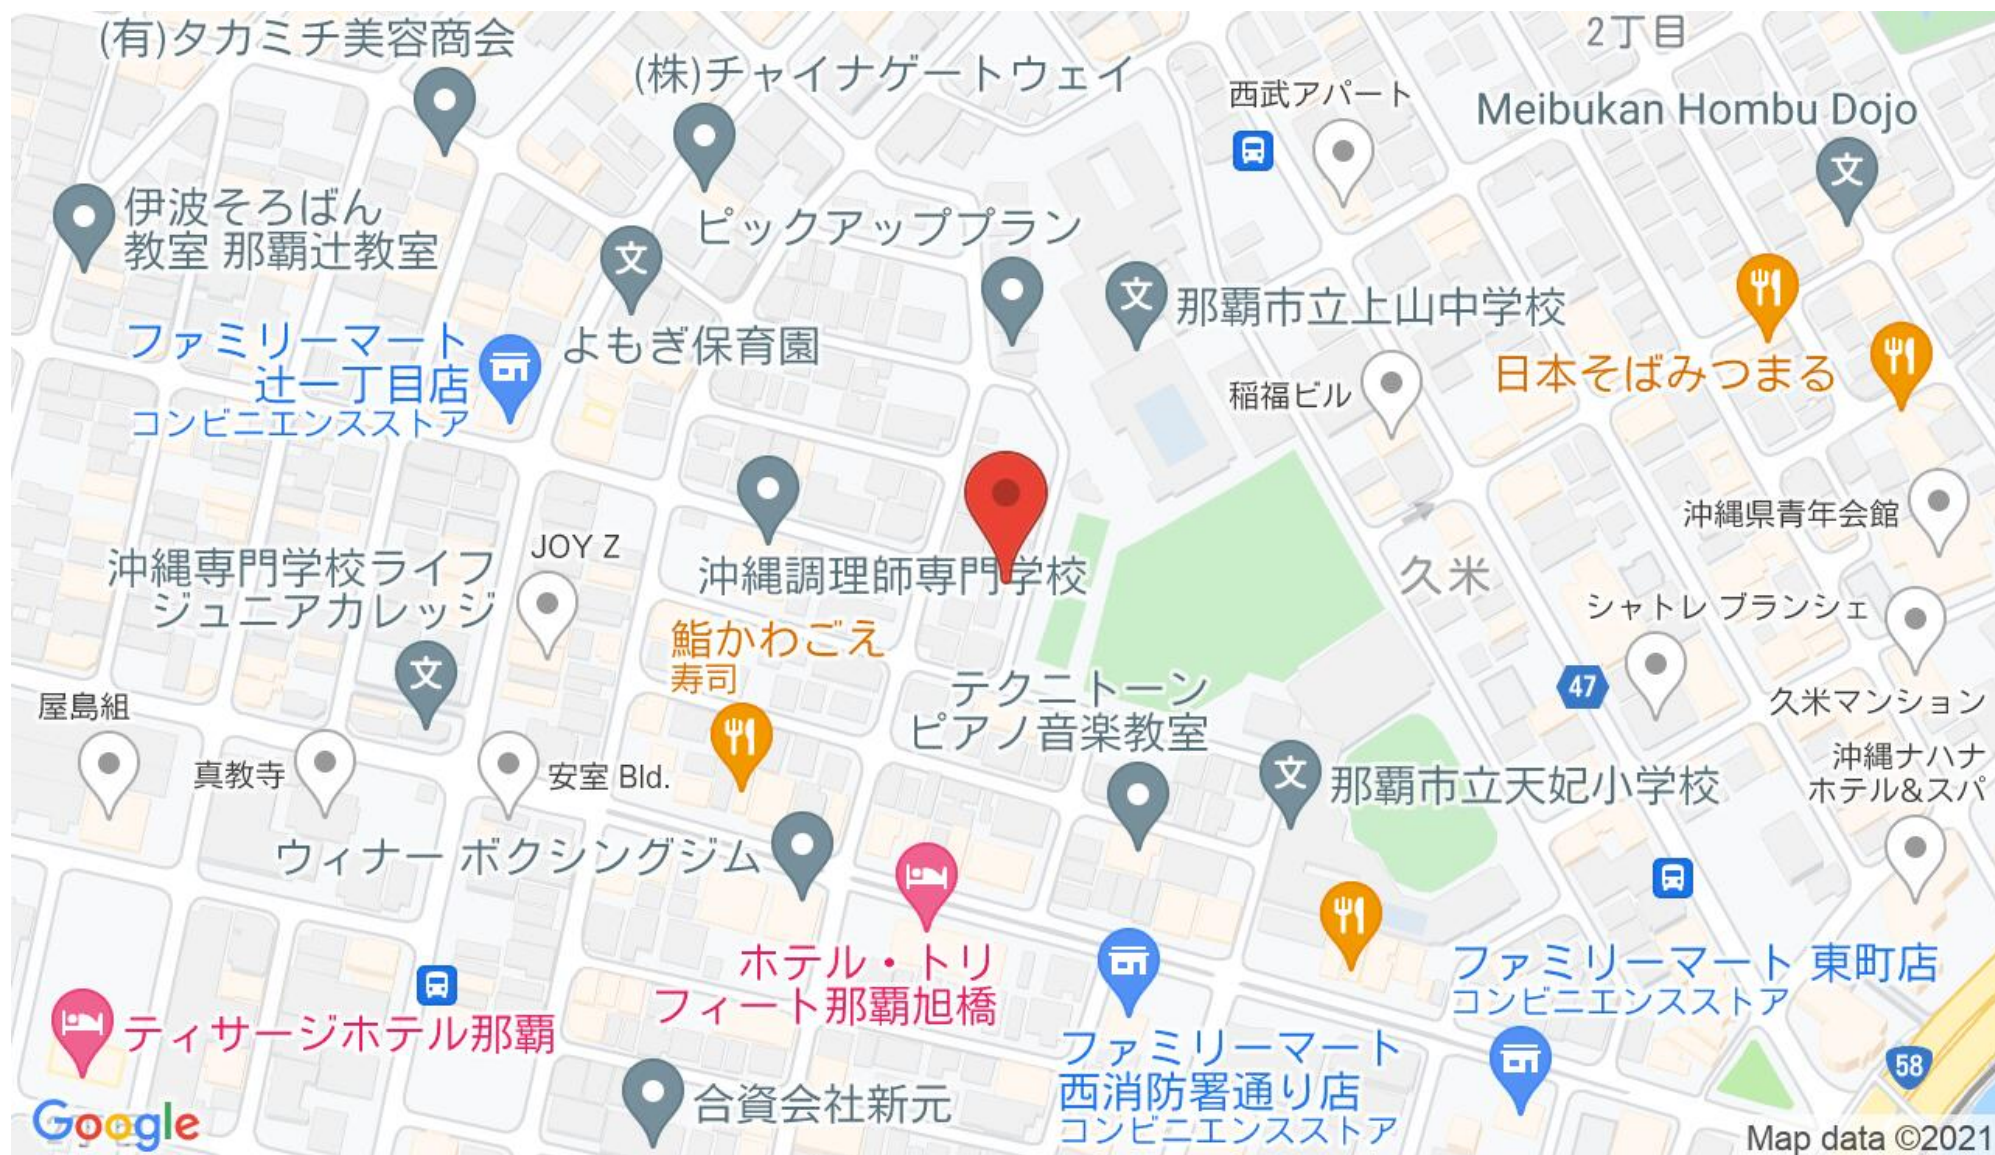 (有)タカミチ美容商会
(株)チャイナゲートウェイ
2丁目
西武アパート
Meibukan Hombu Dojo
文
伊波そろばん
教室 那覇辻教室
ピックアッププラン
文
文
那覇市立上山中学校
ファミリーマート
辻一丁目店
コンビニエンスストア
よもぎ保育園
稲福ビル
日本そばみつまる
沖縄県青年会館
沖縄専門学校ライフ
ジュニアカレッジ
JOY Z
沖縄調理師専門学校
久米
シャトレ ブランシェ
鮨かわごえ
寿司
文
テクニトーン
ピアノ音楽教室
47
久米マンション
屋島組
真教寺
安室 Bld.
文
那覇市立天妃小学校
沖縄ナハナ
ホテル&スパ
ウィナー ボクシングジム
ホテル・トリ
フィート那覇旭橋
ファミリーマート 東町店
コンビニエンスストア
ティサージホテル那覇
ファミリーマート
西消防署通り店
コンビニエンスストア
58
合資会社新元
Google
Map data ©2021